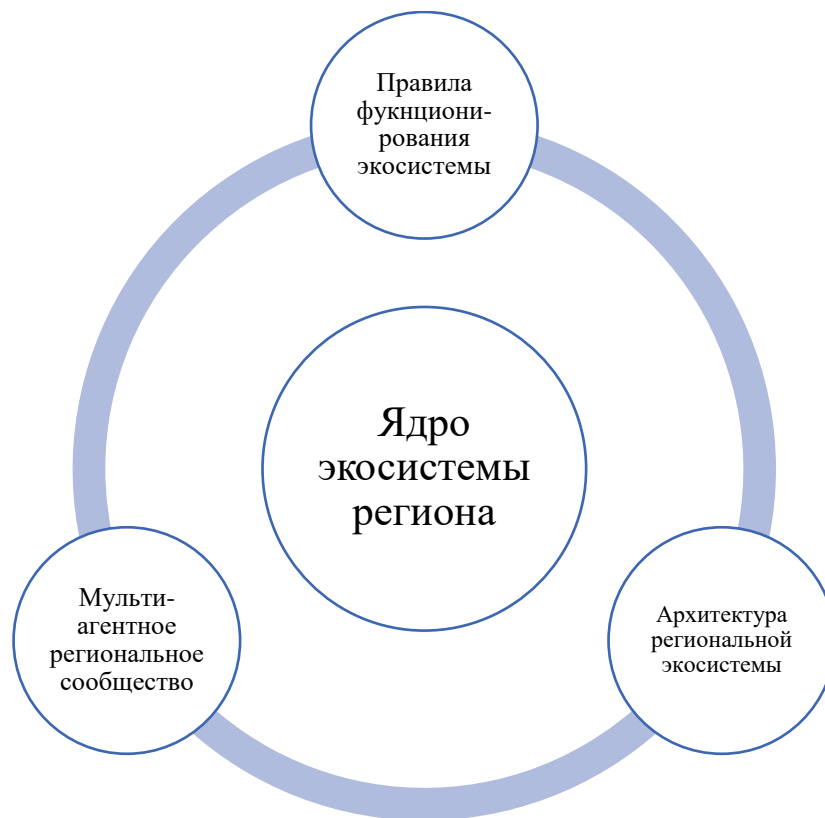 Правила
фукнциони-
рования
экосистемы
Ядро
экосистемы
региона
Мульти-
агентное
региональное
сообщество
Архитектура
региональной
экосистемы